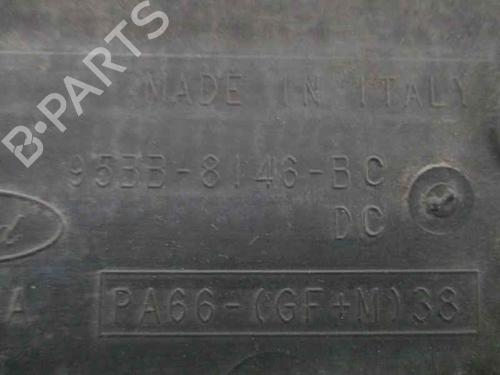 B-PARTS
MADE IN ITALY
95BB-8146-BC
DC
A
PA66-(GF+M)38